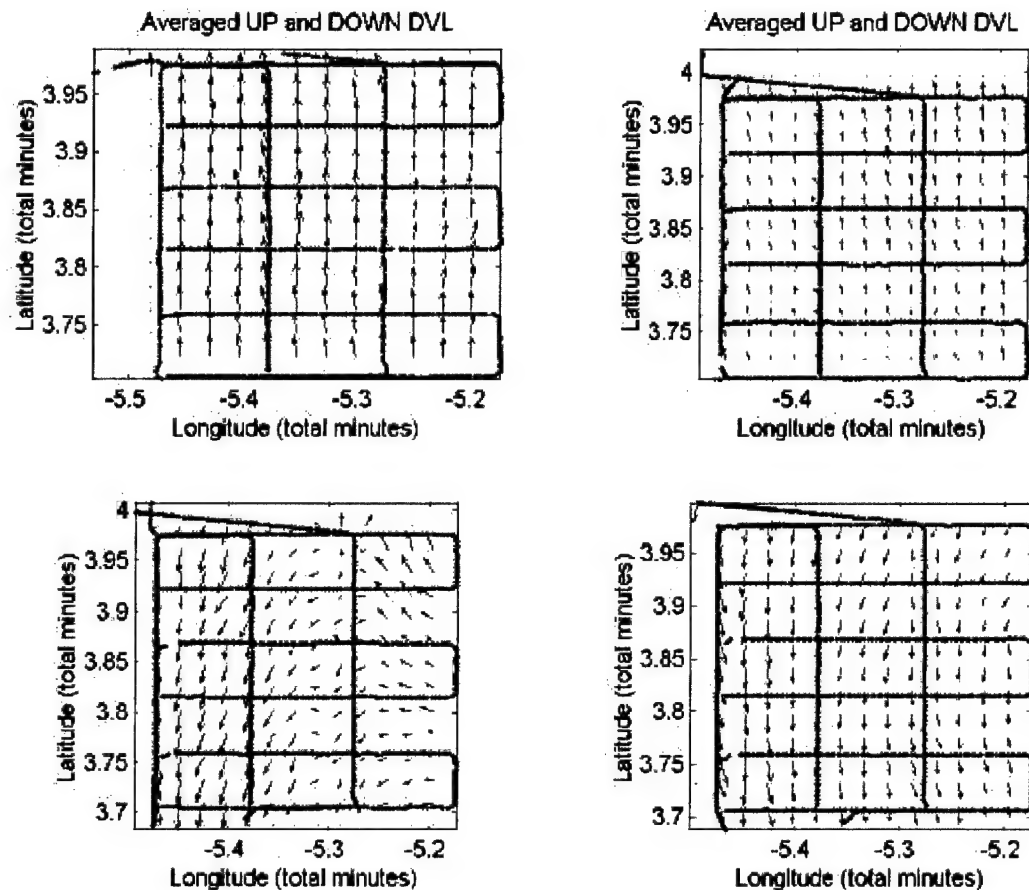 Averaged UP and DOWN DVL
Latitude (total minutes)
3.95
3.9
3.85
3.8
3.75
-5.5 -5.4 -5.3 -5.2
Longitude (total minutes)
Averaged UP and DOWN DVL
Latitude (total minutes)
4
3.95
3.9
3.85
3.8
3.75
-5.4 -5.3 -5.2
Longitude (total minutes)
Latitude (total minutes)
4
3.95
3.9
3.85
3.8
3.75
3.7
-5.4 -5.3 -5.2
Longitude (total minutes)
Latitude (total minutes)
3.95
3.9
3.85
3.8
3.75
3.7
-5.4 -5.3 -5.2
Longitude (total minutes)